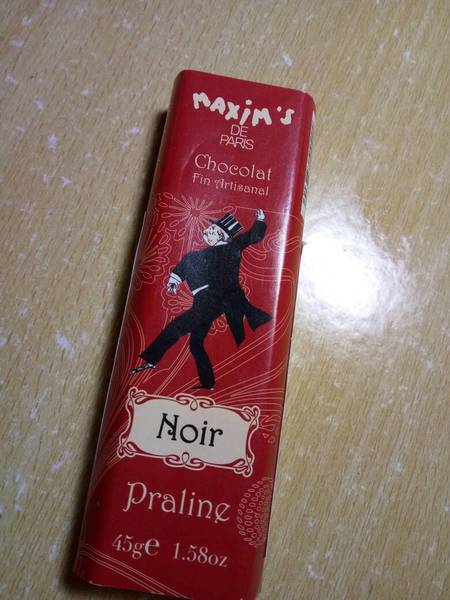 MAXiM'S
DE
PARIS
Chocolat
Fin Artisanal
Noir
Praline
45ge 1.58oz